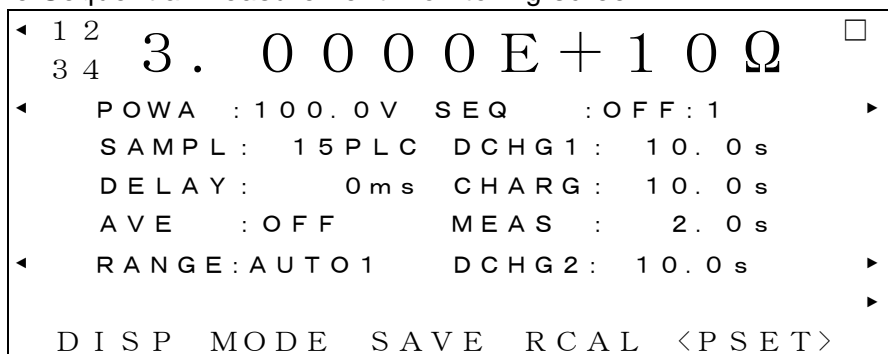 1 2
3 4 3. 0000E+10Ω
POWA :100.0V SEQ :OFF:1
SAMPL: 15PLC DCHG1: 10.0s
DELAY: 0ms CHARG: 10.0s
AVE :OFF MEAS : 2.0s
RANGE:AUTO1 DCHG2: 10.0s
DISP MODE SAVE RCAL <PSET>